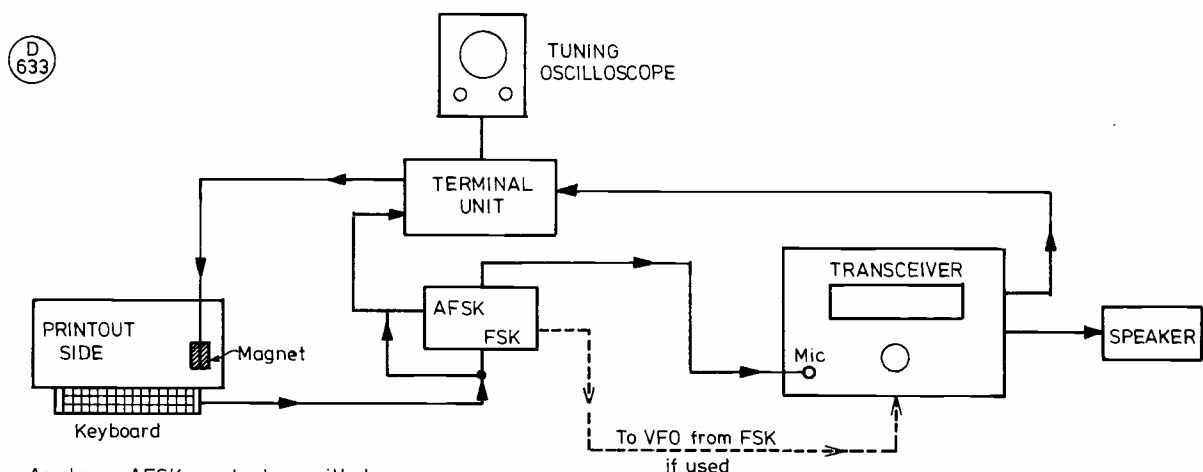 D
633
TUNING
OSCILLOSCOPE
TERMINAL
UNIT
TRANSCEIVER
AFSK
FSK
PRINTOUT
SIDE
Magnet
Mic
SPEAKER
Keyboard
To VFO from FSK
if used